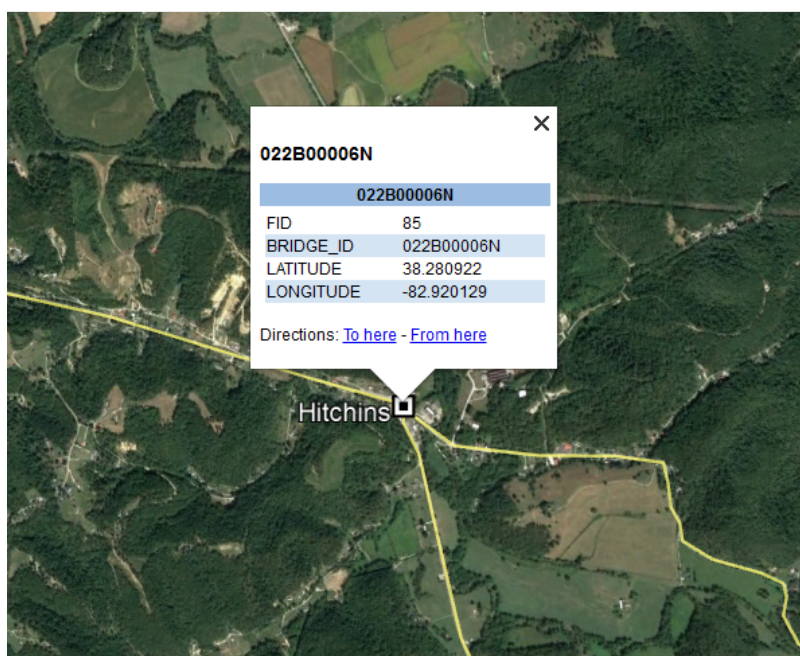 022B00006N
022B00006N
FID 85
BRIDGE_ID 022B00006N
LATITUDE 38.280922
LONGITUDE -82.920129
Directions: To here - From here
Hitchins